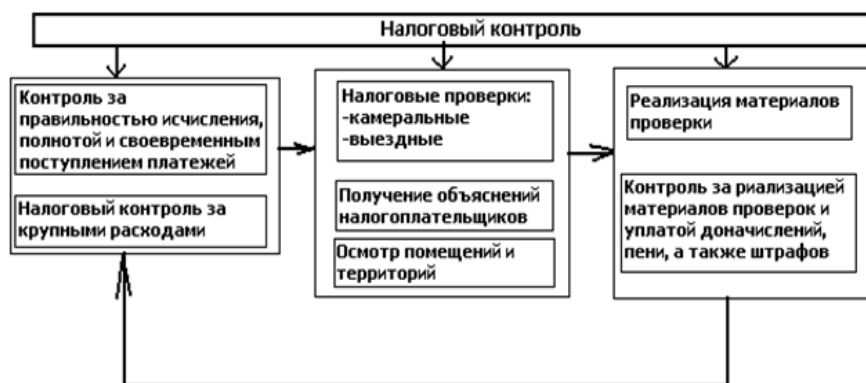 Налоговый контроль
Контроль за
правильностью исчисления,
полнотой и своевременным
поступлением платежей
Налоговый контроль за
крупными расходами
Налоговые проверки:
-камеральные
-выездные
Получение объяснений
налогоплательщиков
Осмотр помещений и
территорий
Реализация материалов
проверки
Контроль за риализацией
материалов проверок и
уплатой доначислений,
пени, а также штрафов